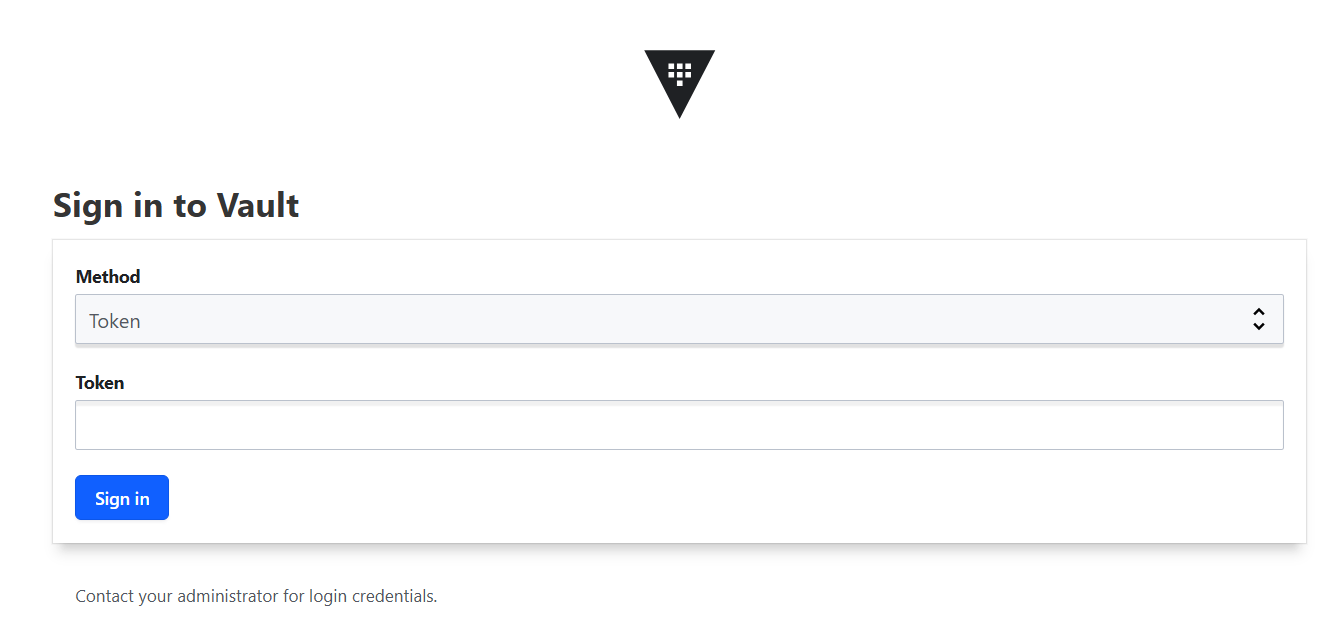 Sign in to Vault
Method
Token
Token
Sign in
Contact your administrator for login credentials.